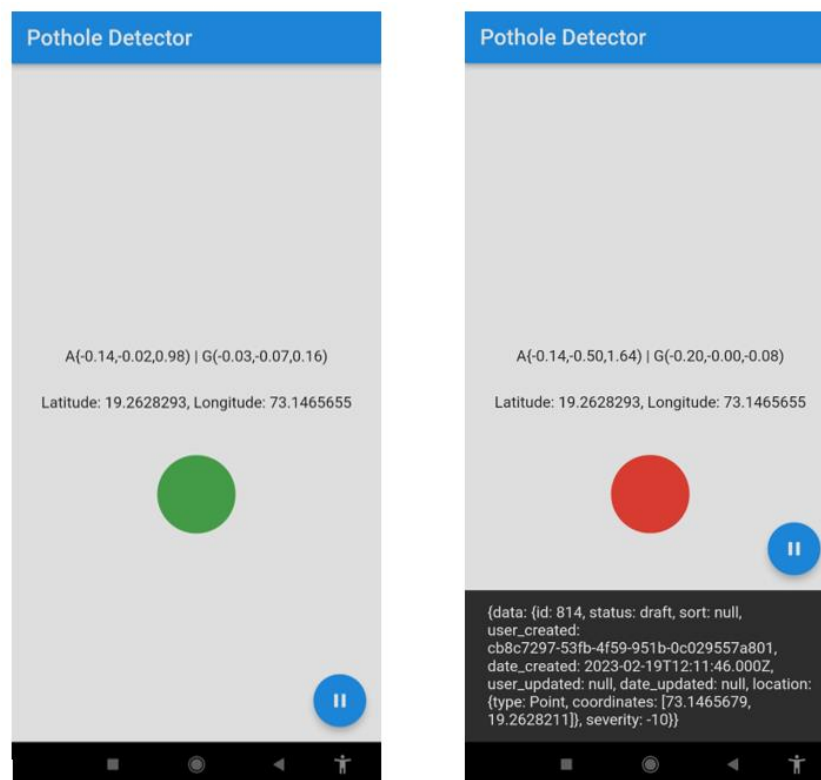 Pothole Detector
A{-0.14,-0.02,0.98) | G(-0.03,-0.07,0.16)
Latitude: 19.2628293, Longitude: 73.1465655
Pothole Detector
A{-0.14,-0.50,1.64) | G(-0.20,-0.00,-0.08)
Latitude: 19.2628293, Longitude: 73.1465655
{data: {id: 814, status: draft, sort: null,
user_created:
cb8c7297-53fb-4f59-951b-0c029557a801,
date_created: 2023-02-19T12:11:46.000Z,
user_updated: null, date_updated: null, location:
{type: Point, coordinates: [73.1465679,
19.2628211]}, severity: -10}}